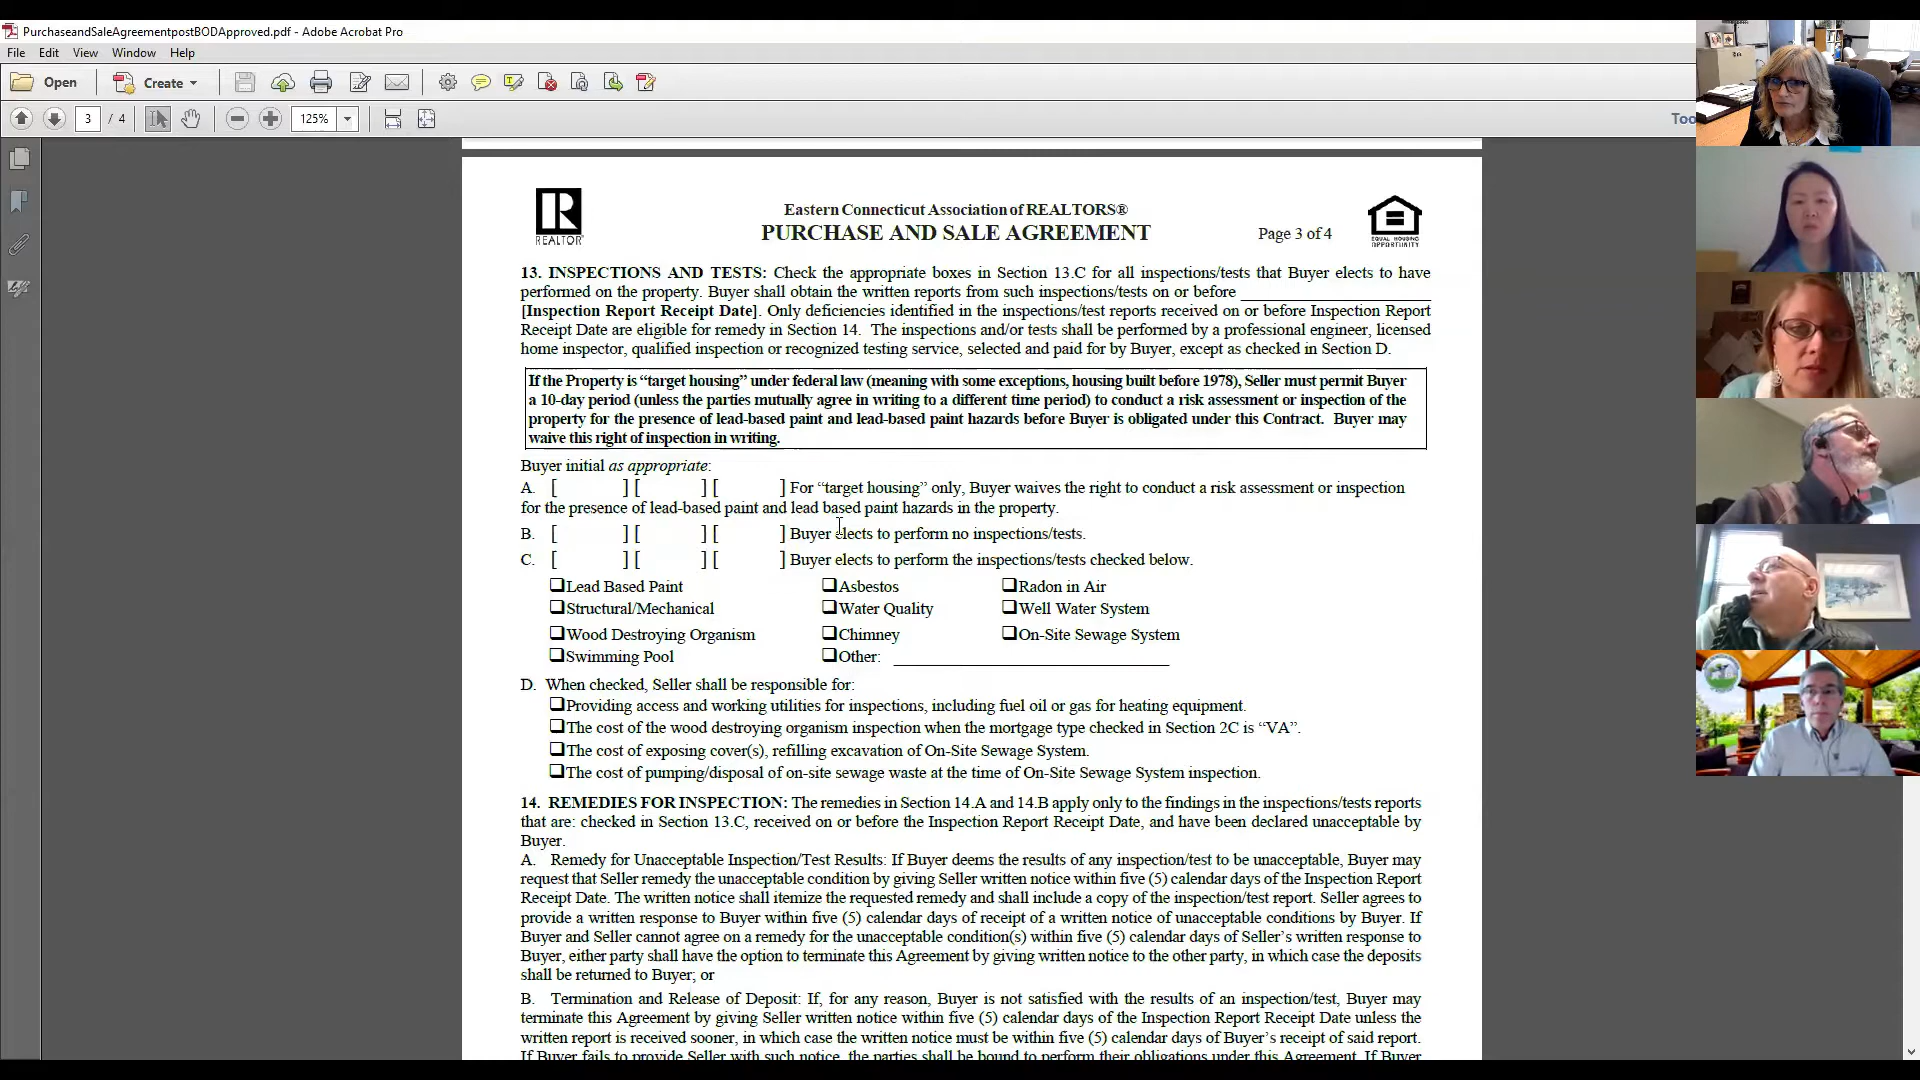 PurchaseandSaleAgreementpostBODApproved.pdf - Adobe Acrobat Pro
File Edit View Window Help
Open Create
3 / 4 125% Too
REALTOR
Eastern Connecticut Association of REALTORS®
PURCHASE AND SALE AGREEMENT
Page 3 of 4
EQUAL HOUSING
OPPORTUNITY
13. INSPECTIONS AND TESTS: Check the appropriate boxes in Section 13.C for all inspections/tests that Buyer elects to have
performed on the property. Buyer shall obtain the written reports from such inspections/tests on or before
[Inspection Report Receipt Date]. Only deficiencies identified in the inspections/test reports received on or before Inspection Report
Receipt Date are eligible for remedy in Section 14. The inspections and/or tests shall be performed by a professional engineer, licensed
home inspector, qualified inspection or recognized testing service, selected and paid for by Buyer, except as checked in Section D.
If the Property is “target housing” under federal law (meaning with some exceptions, housing built before 1978), Seller must permit Buyer
a 10-day period (unless the parties mutually agree in writing to a different time period) to conduct a risk assessment or inspection of the
property for the presence of lead-based paint and lead-based paint hazards before Buyer is obligated under this Contract. Buyer may
waive this right of inspection in writing.
Buyer initial as appropriate:
A. [ ] [ ] [ ] For “target housing” only, Buyer waives the right to conduct a risk assessment or inspection
for the presence of lead-based paint and lead based paint hazards in the property.
B. [ ] [ ] [ ] Buyer elects to perform no inspections/tests.
C. [ ] [ ] [ ] Buyer elects to perform the inspections/tests checked below.
❑Lead Based Paint ❑Asbestos ❑Radon in Air
❑Structural/Mechanical ❑Water Quality ❑Well Water System
❑Wood Destroying Organism ❑Chimney ❑On-Site Sewage System
❑Swimming Pool ❑Other:
D. When checked, Seller shall be responsible for:
❑Providing access and working utilities for inspections, including fuel oil or gas for heating equipment.
❑The cost of the wood destroying organism inspection when the mortgage type checked in Section 2C is “VA”.
❑The cost of exposing cover(s), refilling excavation of On-Site Sewage System.
❑The cost of pumping/disposal of on-site sewage waste at the time of On-Site Sewage System inspection.
14. REMEDIES FOR INSPECTION: The remedies in Section 14.A and 14.B apply only to the findings in the inspections/tests reports
that are: checked in Section 13.C, received on or before the Inspection Report Receipt Date, and have been declared unacceptable by
Buyer.
A. Remedy for Unacceptable Inspection/Test Results: If Buyer deems the results of any inspection/test to be unacceptable, Buyer may
request that Seller remedy the unacceptable condition by giving Seller written notice within five (5) calendar days of the Inspection Report
Receipt Date. The written notice shall itemize the requested remedy and shall include a copy of the inspection/test report. Seller agrees to
provide a written response to Buyer within five (5) calendar days of receipt of a written notice of unacceptable conditions by Buyer. If
Buyer and Seller cannot agree on a remedy for the unacceptable condition(s) within five (5) calendar days of Seller’s written response to
Buyer, either party shall have the option to terminate this Agreement by giving written notice to the other party, in which case the deposits
shall be returned to Buyer; or
B. Termination and Release of Deposit: If, for any reason, Buyer is not satisfied with the results of an inspection/test, Buyer may
terminate this Agreement by giving Seller written notice within five (5) calendar days of the Inspection Report Receipt Date unless the
written report is received sooner, in which case the written notice must be within five (5) calendar days of Buyer’s receipt of said report.
If Buyer fails to provide Seller with such notice, the parties shall be bound to perform their obligations under this Agreement. If Buyer